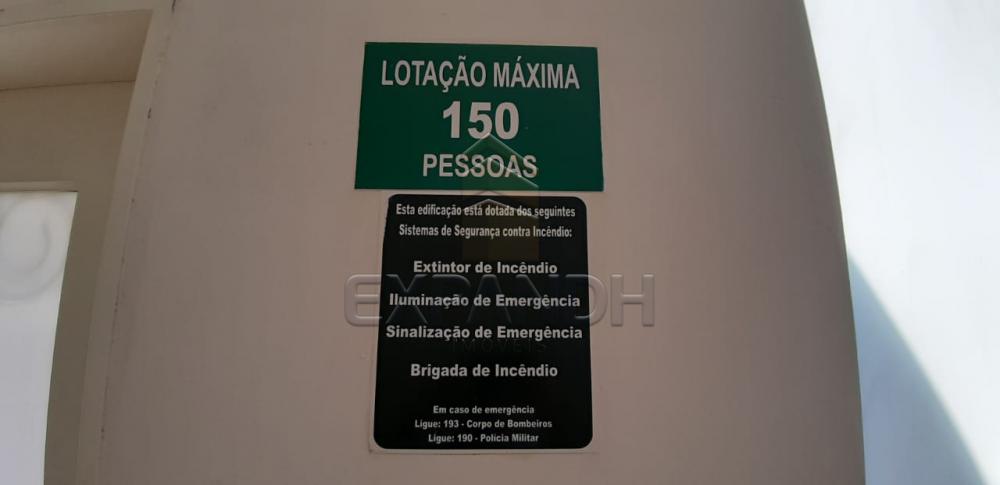 LOTAÇÃO MÁXIMA
150
PESSOAS
Esta edificação está dotada dos seguintes
Sistemas de Segurança contra Incêndio:
Extintor de Incêndio
Iluminação de Emergência
Sinalização de Emergência
Brigada de Incêndio
Em caso de emergência
Ligue: 193 - Corpo de Bombeiros
Ligue: 190 - Polícia Militar
EXPANDH
IMÓVEIS